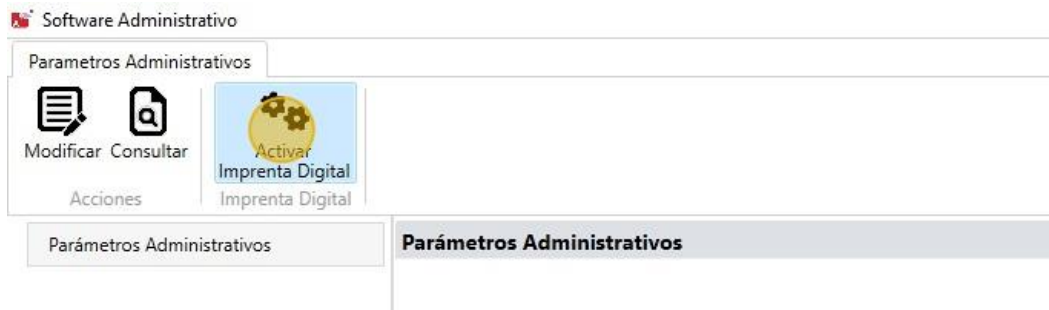 Software Administrativo
Parametros Administrativos
Modificar Consultar
Activar
Imprenta Digital
Acciones
Imprenta Digital
Parámetros Administrativos
Parámetros Administrativos